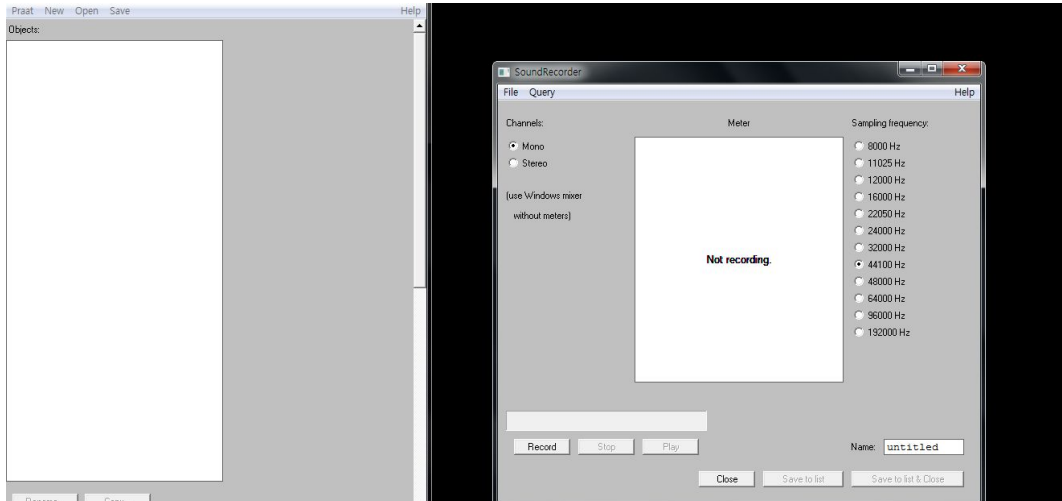 Praat New Open Save Help
Objects:
SoundRecorder
File Query Help
Channels:
Mono
Stereo
(use Windows mixer
without meters)
Meter
Not recording.
Sampling frequency:
8000 Hz
11025 Hz
12000 Hz
16000 Hz
22050 Hz
24000 Hz
32000 Hz
44100 Hz
48000 Hz
64000 Hz
96000 Hz
192000 Hz
Record Stop Play
Name: untitled
Close Save to list Save to list & Close